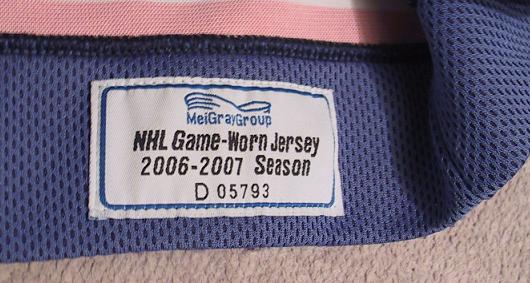 MeiGrayGroup
NHL Game-Worn Jersey
2006-2007 Season
D 05793